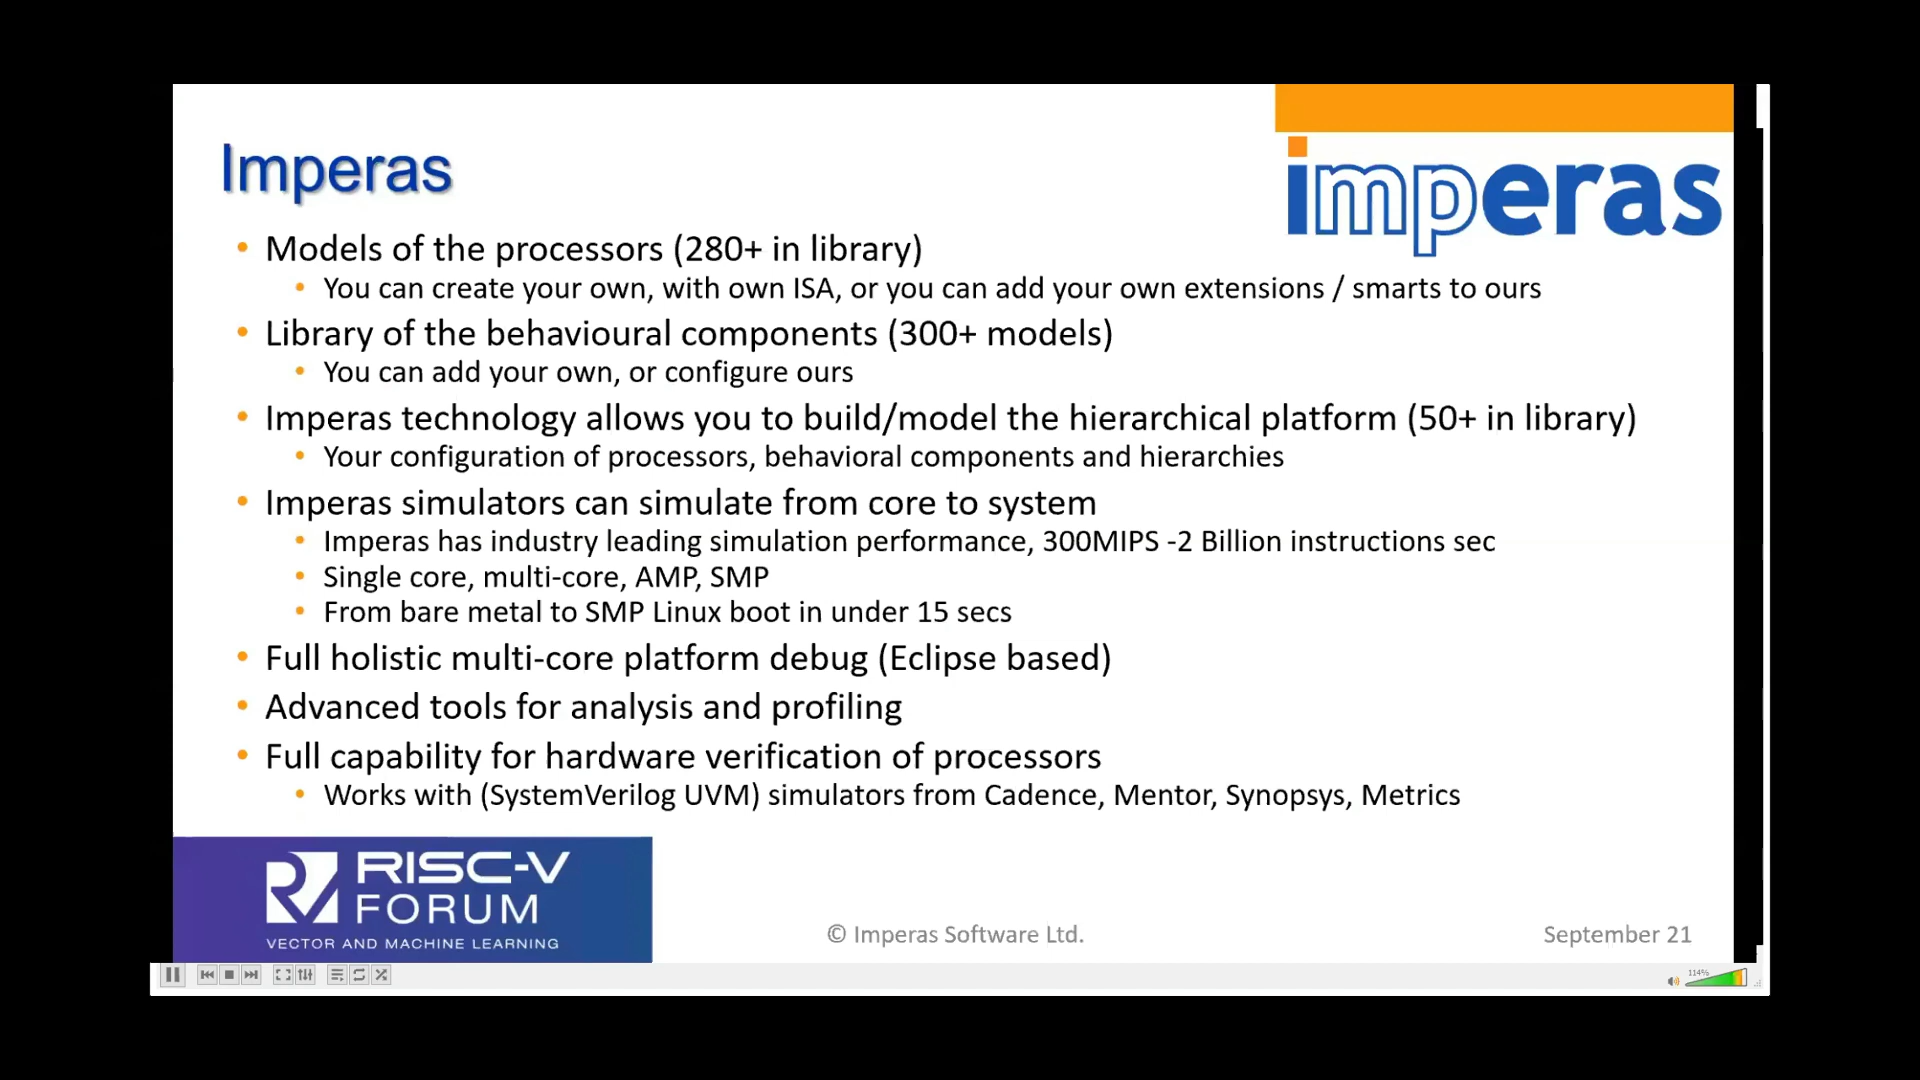 Imperas
imperas
• Models of the processors (280+ in library)
• You can create your own, with own ISA, or you can add your own extensions / smarts to ours
• Library of the behavioural components (300+ models)
• You can add your own, or configure ours
• Imperas technology allows you to build/model the hierarchical platform (50+ in library)
• Your configuration of processors, behavioral components and hierarchies
• Imperas simulators can simulate from core to system
• Imperas has industry leading simulation performance, 300MIPS -2 Billion instructions sec
• Single core, multi-core, AMP, SMP
• From bare metal to SMP Linux boot in under 15 secs
• Full holistic multi-core platform debug (Eclipse based)
• Advanced tools for analysis and profiling
• Full capability for hardware verification of processors
• Works with (SystemVerilog UVM) simulators from Cadence, Mentor, Synopsys, Metrics
RISC-V
FORUM
VECTOR AND MACHINE LEARNING
© Imperas Software Ltd.
September 21
114%